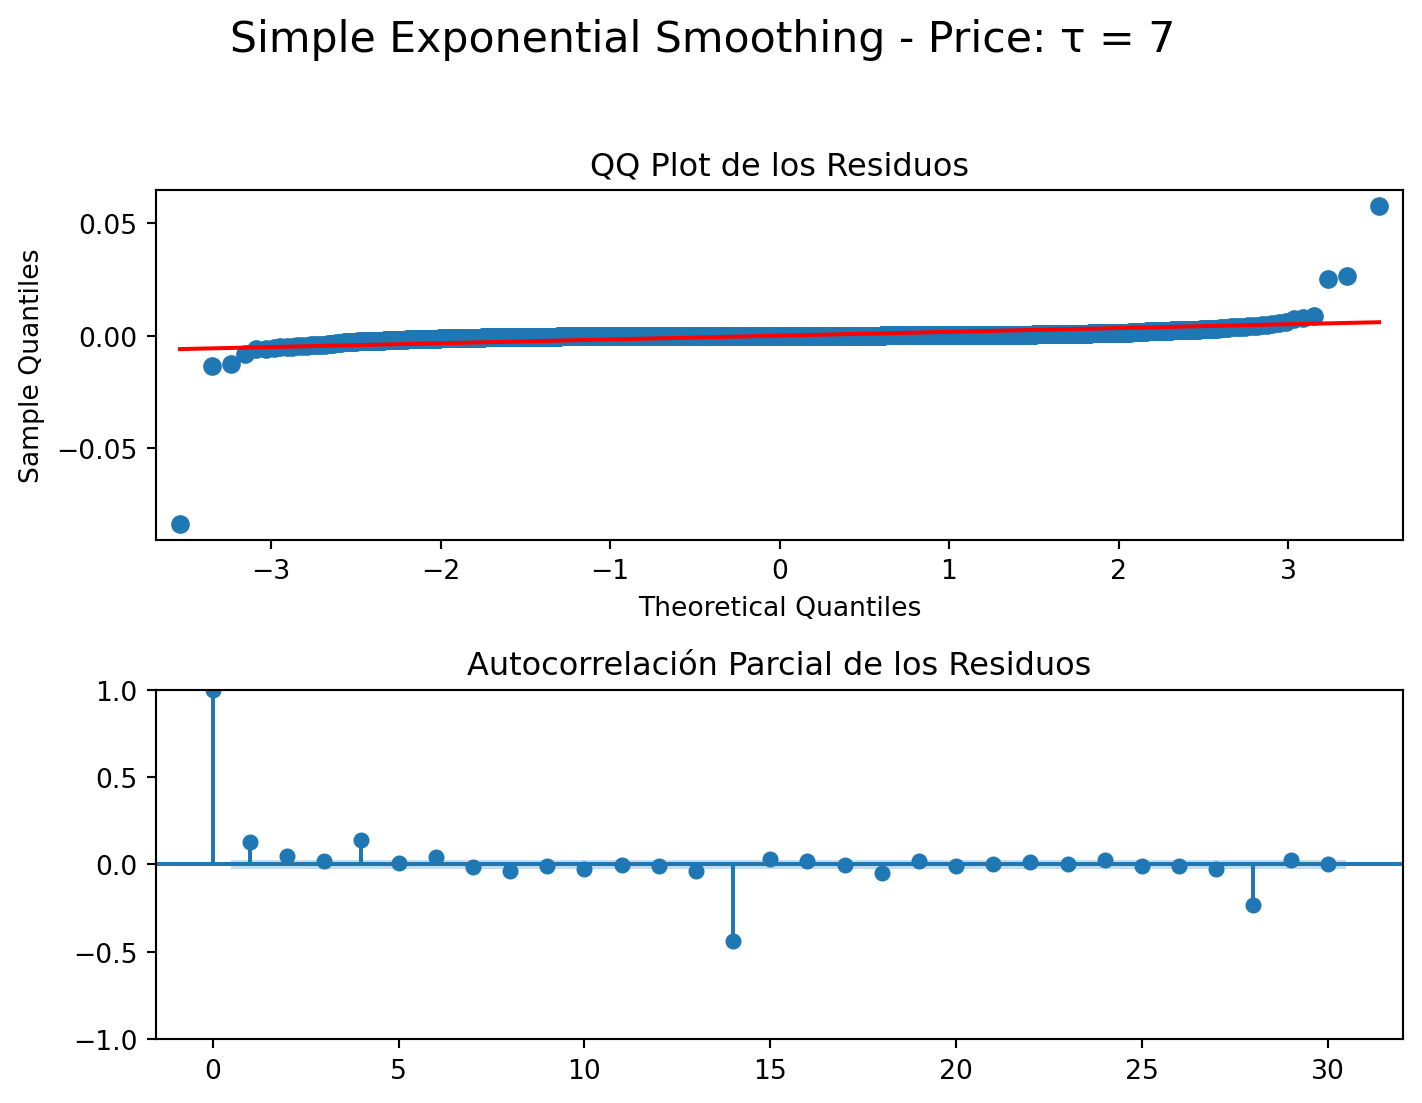 Simple Exponential Smoothing - Price: τ = 7
QQ Plot de los Residuos
0.05
0.00
−0.05
Sample Quantiles
−3 −2 −1 0 1 2 3
Theoretical Quantiles
Autocorrelación Parcial de los Residuos
1.0
0.5
0.0
−0.5
−1.0
0 5 10 15 20 25 30